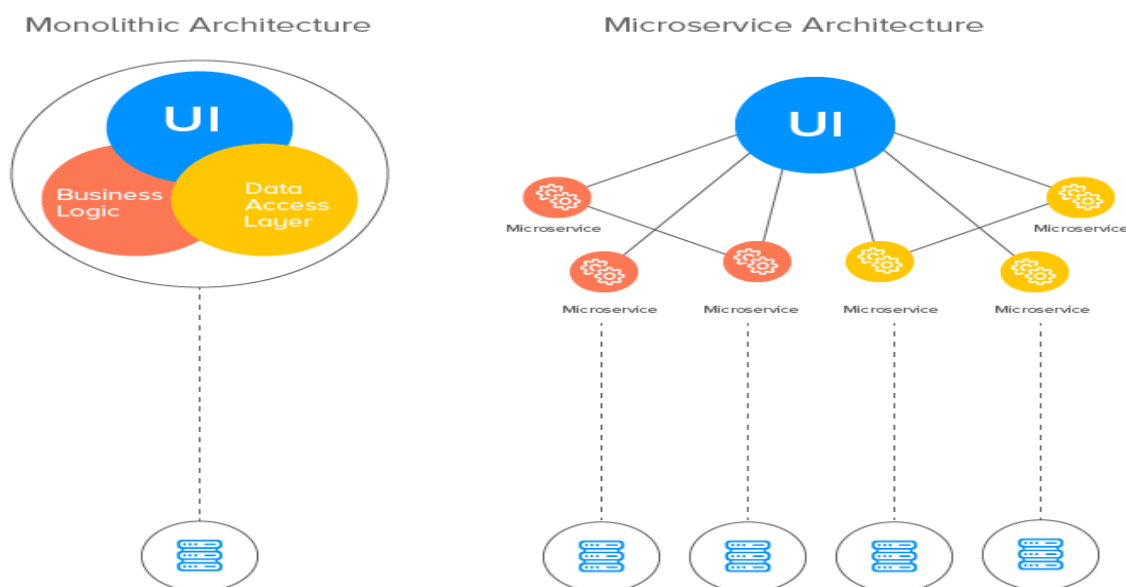 Monolithic Architecture
Microservice Architecture
UI
Business
Logic
Data
Access
Layer
UI
Microservice
Microservice
Microservice
Microservice
Microservice
Microservice